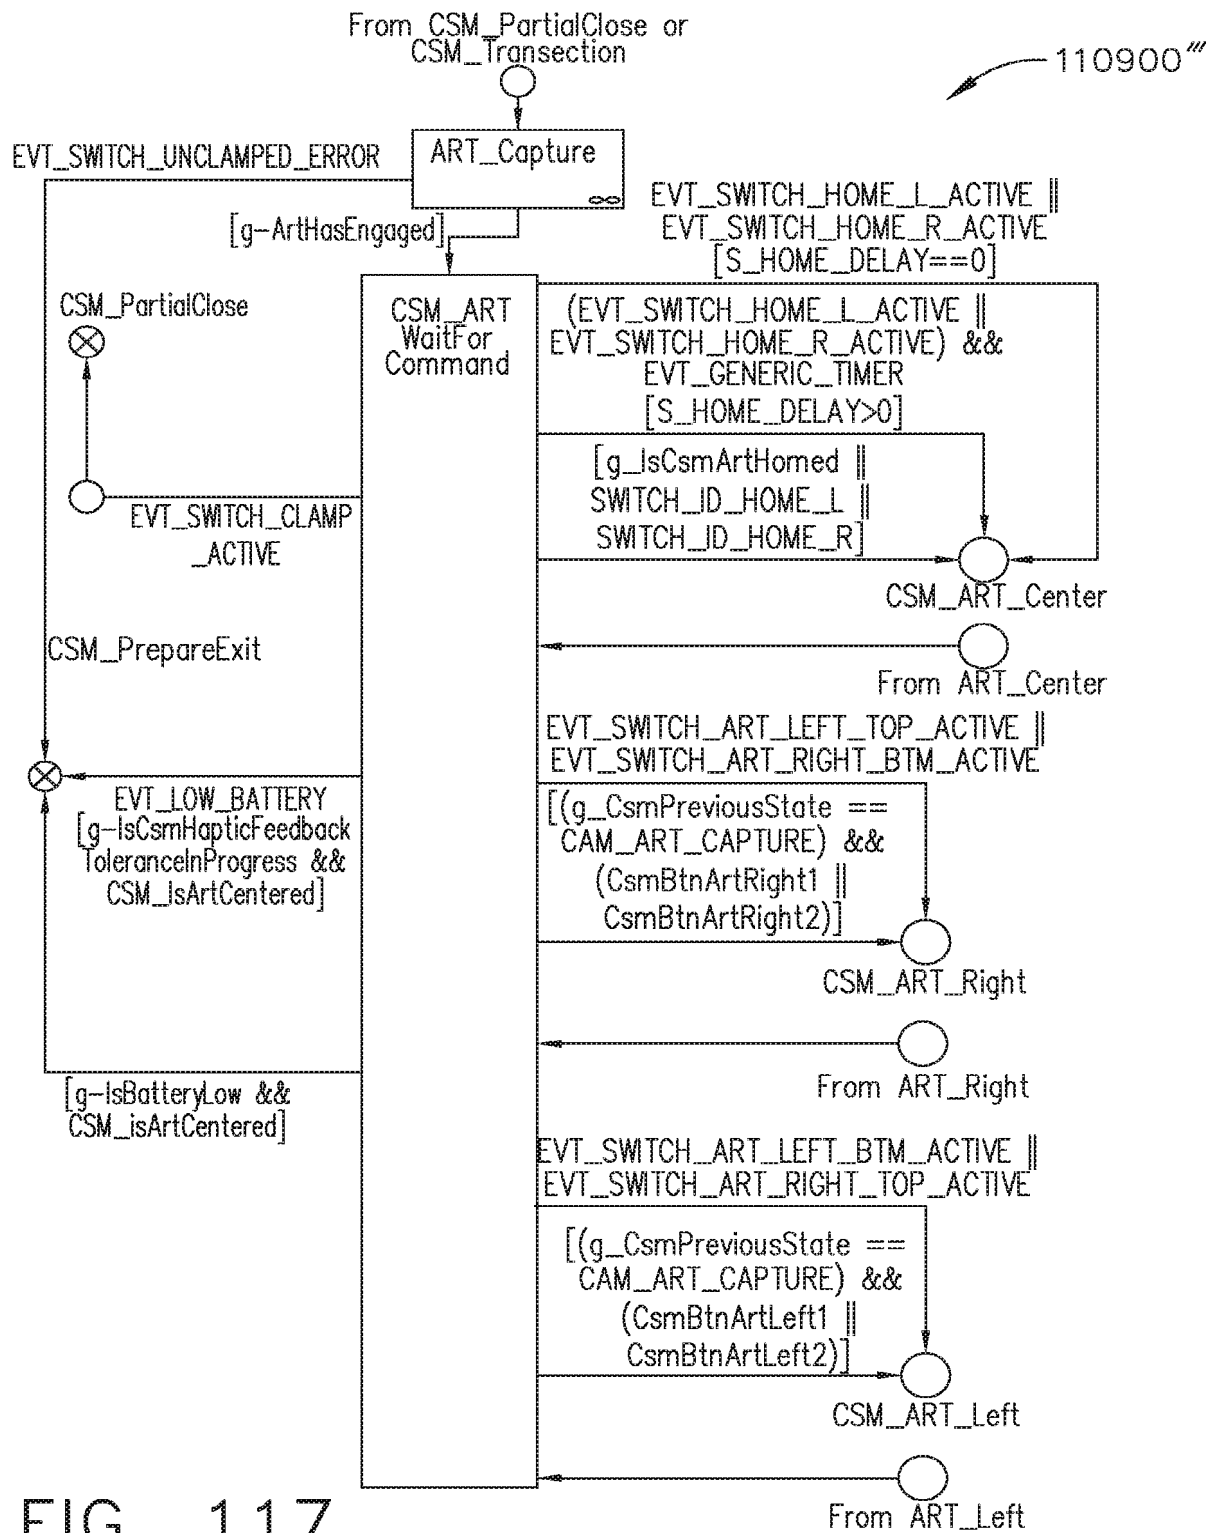 From CSM_PartialClose or
CSM_Transection
110900'''
EVT_SWITCH_UNCLAMPED_ERROR
ART_Capture
[g-ArtHasEngaged]
EVT_SWITCH_HOME_L_ACTIVE ||
EVT_SWITCH_HOME_R_ACTIVE
[S_HOME_DELAY==0]
CSM_PartialClose
CSM_ART
WaitFor
Command
(EVT_SWITCH_HOME_L_ACTIVE ||
EVT_SWITCH_HOME_R_ACTIVE) &&
EVT_GENERIC_TIMER
[S_HOME_DELAY>0]
[g_IsCsmArtHomed ||
SWITCH_ID_HOME_L ||
SWITCH_ID_HOME_R]
EVT_SWITCH_CLAMP
_ACTIVE
CSM_ART_Center
CSM_PrepareExit
From ART_Center
EVT_SWITCH_ART_LEFT_TOP_ACTIVE ||
EVT_SWITCH_ART_RIGHT_BTM_ACTIVE
EVT_LOW_BATTERY
[g-IsCsmHapticFeedback
ToleranceInProgress &&
CSM_IsArtCentered]
[(g_CsmPreviousState ==
CAM_ART_CAPTURE) &&
(CsmBtnArtRight1 ||
CsmBtnArtRight2)]
CSM_ART_Right
From ART_Right
[g-IsBatteryLow &&
CSM_isArtCentered]
EVT_SWITCH_ART_LEFT_BTM_ACTIVE ||
EVT_SWITCH_ART_RIGHT_TOP_ACTIVE
[(g_CsmPreviousState ==
CAM_ART_CAPTURE) &&
(CsmBtnArtLeft1 ||
CsmBtnArtLeft2)]
CSM_ART_Left
From ART_Left
FIG. 117